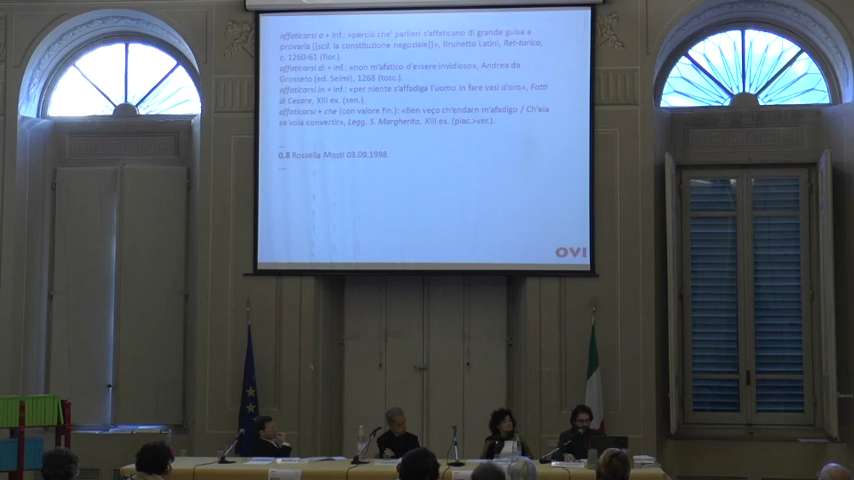 affaticarsi a + inf.: «perciò che' parlieri s'affaticano di grande guisa a
provarla [[scil. la constituzione negoziale]]», Brunetto Latini, Rettorica,
c. 1260-61 (fior.).
affaticarsi di + inf.: «non m'afatico d'essere invidioso», Andrea da
Grosseto (ed. Selmi), 1268 (tosc.).
affaticarsi in + inf.: «per niente s'affadiga l'uomo in fare vasi d'oro», Fatti
di Cesare, XIII ex. (sen.).
affaticarsi + che (con valore fin.): «Ben veço ch'endarn m'afadigo / Ch'ela
se voia convertir», Legg. S. Margherita, XIII ex. (piac.>ver.).
...
0.8 Rossella Mosti 03.09.1998.
...
OVI